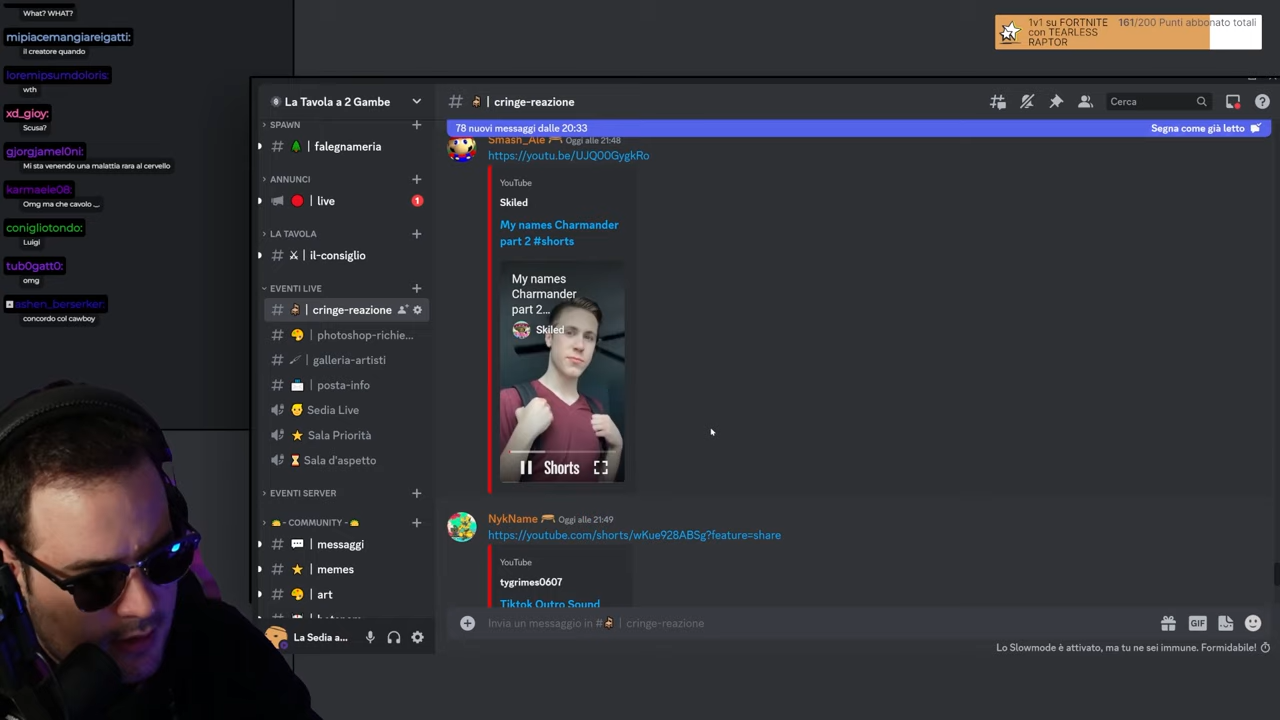 What? WHAT?
mipiacemangiareigatti:
il creatore quando
loremipsumdoloris:
wth
xd_gioy:
Scusa?
gjorgjamel0ni:
Mi sta venendo una malattia rara al cervello
karmaele08:
Omg ma che cavolo ._.
conigliotondo:
Luigi
tub0gatt0:
omg
ashen_berserker:
concordo col cawboy
1v1 su FORTNITE
con TEARLESS
RAPTOR
161/200 Punti abbonato totali
La Tavola a 2 Gambe
SPAWN
| falegnameria
ANNUNCI
| live
1
LA TAVOLA
| il-consiglio
EVENTI LIVE
| cringe-reazione
| photoshop-richie...
| galleria-artisti
| posta-info
Sedia Live
Sala Priorità
Sala d'aspetto
EVENTI SERVER
- COMMUNITY -
| messaggi
| memes
| art
La Sedia a...
| cringe-reazione
Cerca
78 nuovi messaggi dalle 20:33
Segna come già letto
Smash_Ale Oggi alle 21:48
https://youtu.be/UJQ00GygkRo
YouTube
Skiled
My names Charmander
part 2 #shorts
My names
Charmander
part 2...
Skiled
Shorts
NykName Oggi alle 21:49
https://youtube.com/shorts/wKue928ABSg?feature=share
YouTube
tygrimes0607
Tiktok Outro Sound
Invia un messaggio in # | cringe-reazione
GIF
Lo Slowmode è attivato, ma tu ne sei immune. Formidabile!